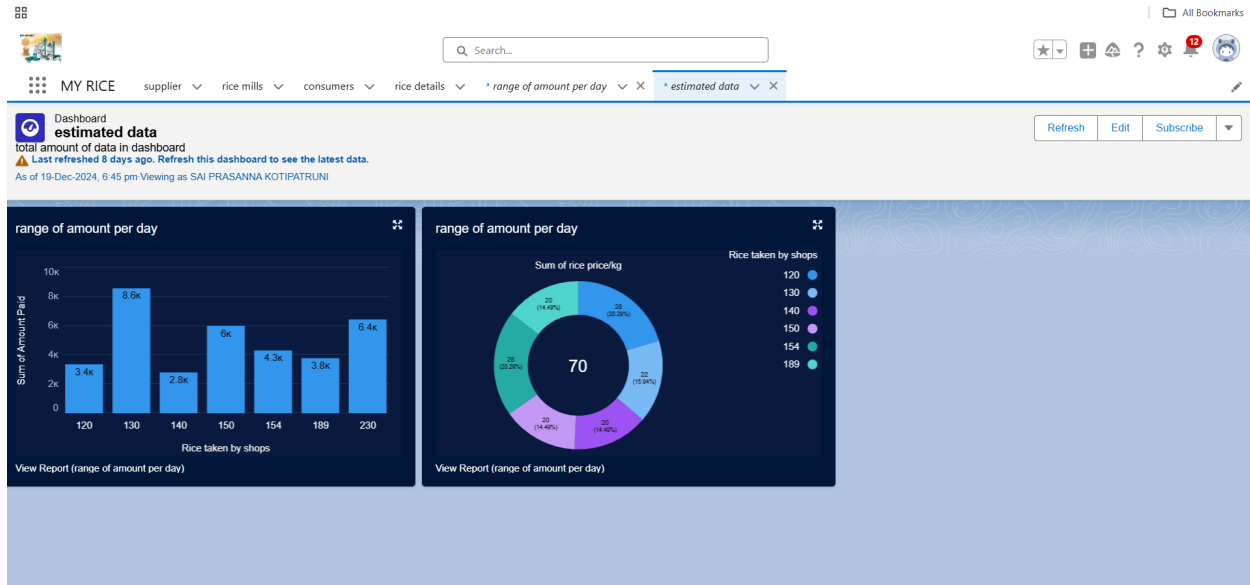 All Bookmarks
Search...
12
MY RICE supplier rice mills consumers rice details * range of amount per day * estimated data
Dashboard
estimated data
total amount of data in dashboard
Last refreshed 8 days ago. Refresh this dashboard to see the latest data.
As of 19-Dec-2024, 6:45 pm·Viewing as SAI PRASANNA KOTIPATRUNI
Refresh Edit Subscribe
range of amount per day
Sum of Amount Paid
10K
8K
6K
4K
2K
0
3.4K 8.6K 2.8K 6K 4.3K 3.8K 6.4K
120 130 140 150 154 189 230
Rice taken by shops
View Report (range of amount per day)
range of amount per day
Sum of rice price/kg
Rice taken by shops
120
130
140
150
154
189
28
(20.29%)
22
(15.94%)
20
(14.49%)
20
(14.49%)
28
(20.29%)
20
(14.49%)
70
View Report (range of amount per day)